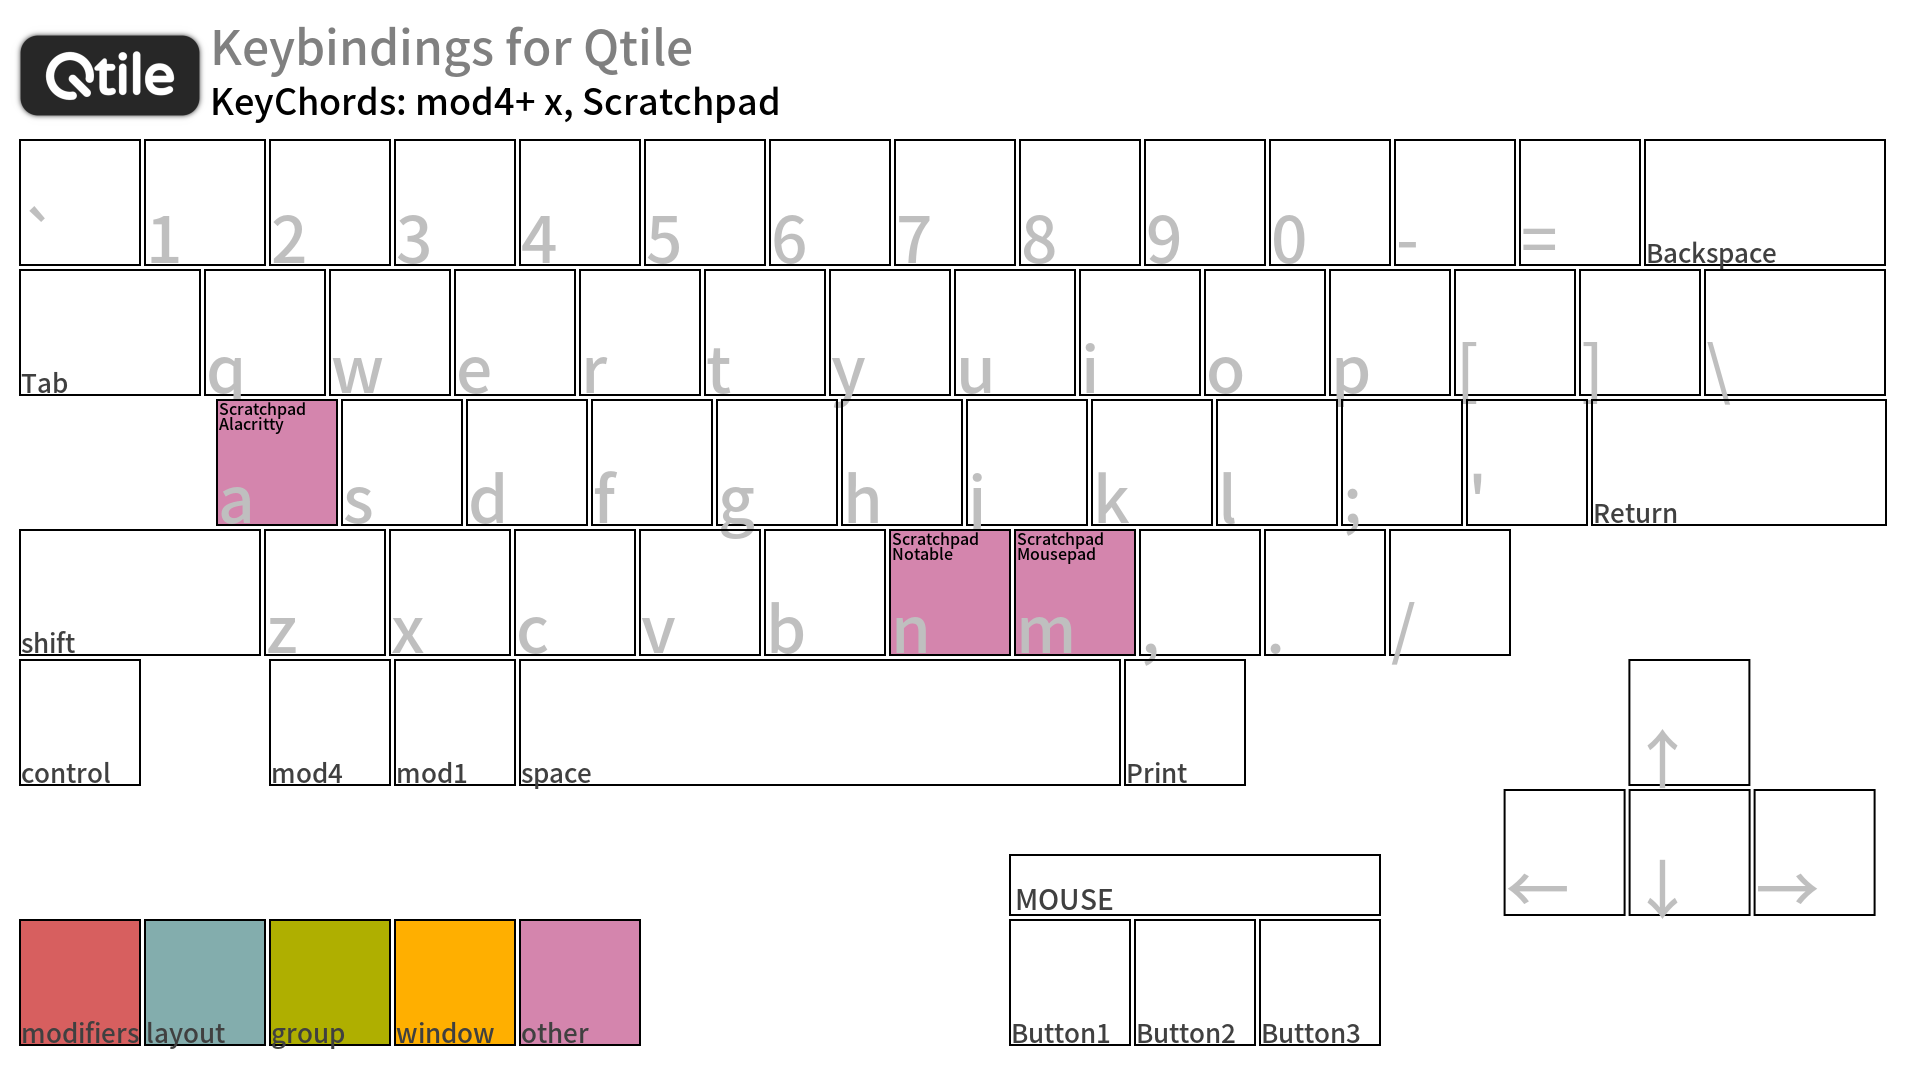 Qtile
Keybindings for Qtile
KeyChords: mod4+ x, Scratchpad
` 1 2 3 4 5 6 7 8 9 0 - = Backspace
Tab q w e r t y u i o p [ ] \
Scratchpad
Alacritty
a s d f g h j k l ; ' Return
Scratchpad
Notable
Scratchpad
Mousepad
shift z x c v b n m , . /
control mod4 mod1 space Print ↑
← ↓ →
MOUSE
modifiers layout group window other Button1 Button2 Button3